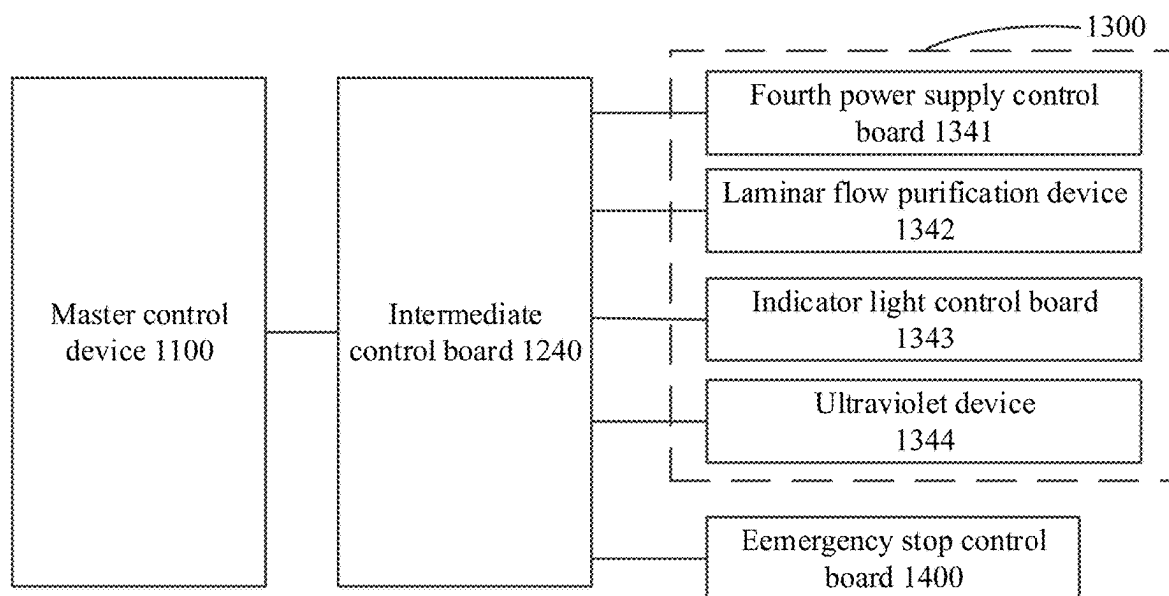 1300
Fourth power supply control
board 1341
Laminar flow purification device
1342
Master control
device 1100
Intermediate
control board 1240
Indicator light control board
1343
Ultraviolet device
1344
Eemergency stop control
board 1400